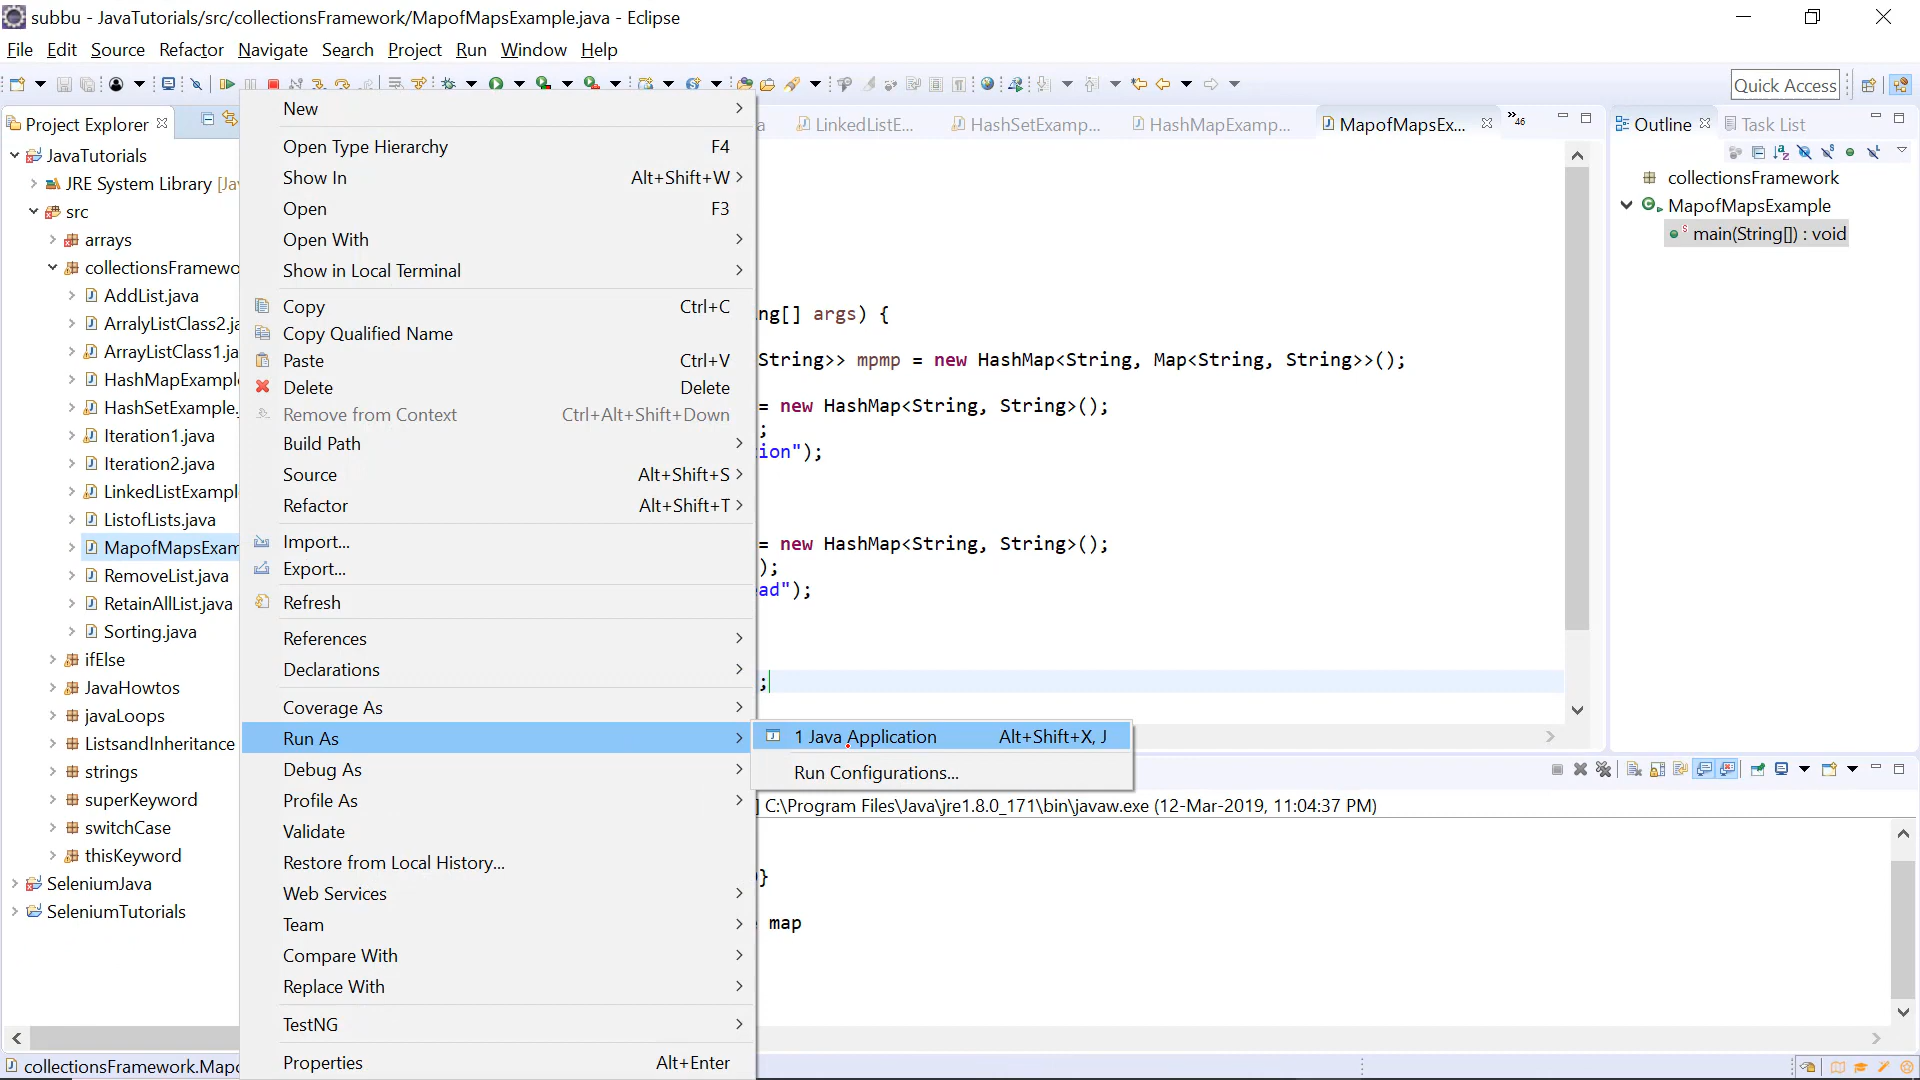 subbu - JavaTutorials/src/collectionsFramework/MapofMapsExample.java - Eclipse
File Edit Source Refactor Navigate Search Project Run Window Help
Quick Access
Project Explorer
LinkedListE...
HashSetExamp...
HashMapExamp...
MapofMapsEx...
46
Outline
Task List
JavaTutorials
JRE System Library [Jav
src
arrays
collectionsFramewo
AddList.java
ArralyListClass2.ja
ArrayListClass1.ja
HashMapExample
HashSetExample.
Iteration1.java
Iteration2.java
LinkedListExampl
ListofLists.java
MapofMapsExam
RemoveList.java
RetainAllList.java
Sorting.java
ifElse
JavaHowtos
javaLoops
ListsandInheritance
strings
superKeyword
switchCase
thisKeyword
SeleniumJava
SeleniumTutorials
New
Open Type Hierarchy F4
Show In Alt+Shift+W
Open F3
Open With
Show in Local Terminal
Copy Ctrl+C
Copy Qualified Name
Paste Ctrl+V
Delete Delete
Remove from Context Ctrl+Alt+Shift+Down
Build Path
Source Alt+Shift+S
Refactor Alt+Shift+T
Import...
Export...
Refresh
References
Declarations
Coverage As
Run As
Debug As
Profile As
Validate
Restore from Local History...
Web Services
Team
Compare With
Replace With
TestNG
Properties Alt+Enter
1 Java Application Alt+Shift+X, J
Run Configurations...
ng[] args) {
String>> mpmp = new HashMap<String, Map<String, String>>();
= new HashMap<String, String>();
;
ion");
= new HashMap<String, String>();
);
ad");
;
collectionsFramework
MapofMapsExample
main(String[]) : void
] C:\Program Files\Java\jre1.8.0_171\bin\javaw.exe (12-Mar-2019, 11:04:37 PM)
}
map
collectionsFramework.Mapo